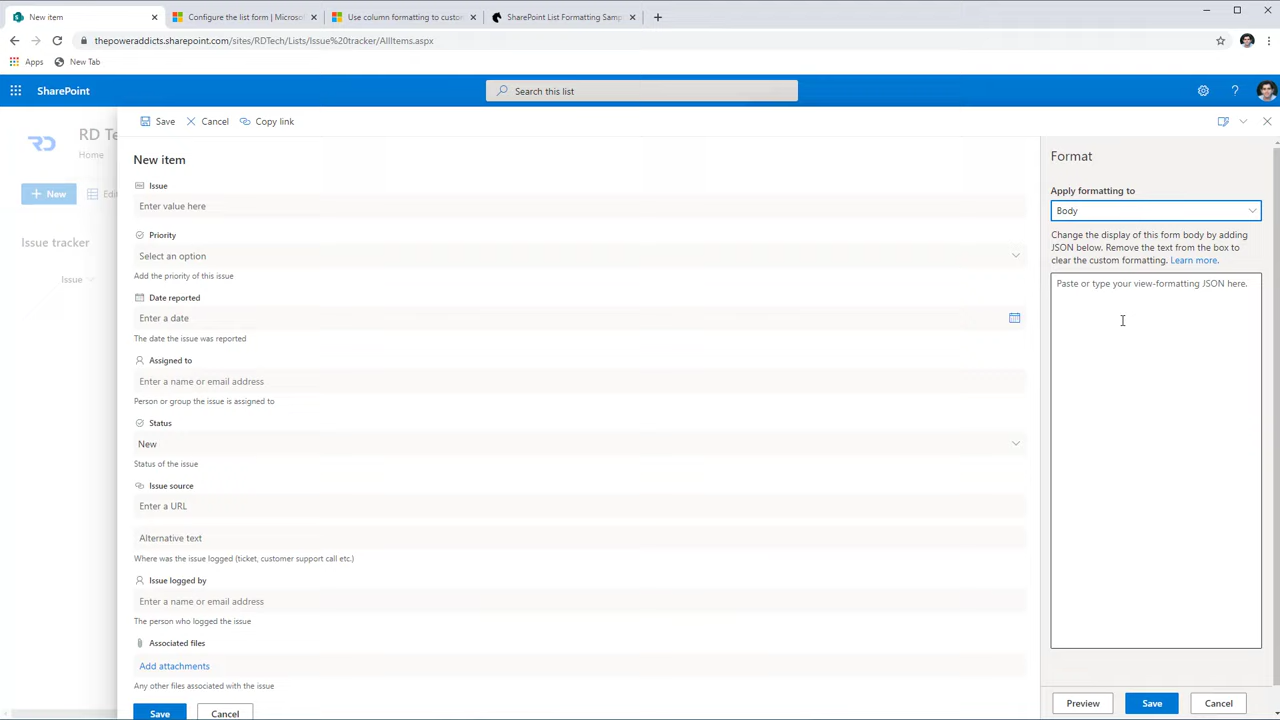 New item
Configure the list form | Microsof
Use column formatting to custo
SharePoint List Formatting Samp
thepoweraddicts.sharepoint.com/sites/RDTech/Lists/Issue%20tracker/AllItems.aspx
Apps
New Tab
SharePoint
Search this list
RD Te
Home
New
Edi
Issue tracker
Issue
Save
Cancel
Copy link
New item
Issue
Enter value here
Priority
Select an option
Add the priority of this issue
Date reported
Enter a date
The date the issue was reported
Assigned to
Enter a name or email address
Person or group the issue is assigned to
Status
New
Status of the issue
Issue source
Enter a URL
Alternative text
Where was the issue logged (ticket, customer support call etc.)
Issue logged by
Enter a name or email address
The person who logged the issue
Associated files
Add attachments
Any other files associated with the issue
Save
Cancel
Format
Apply formatting to
Body
Change the display of this form body by adding
JSON below. Remove the text from the box to
clear the custom formatting. Learn more.
Paste or type your view-formatting JSON here.
Preview
Save
Cancel